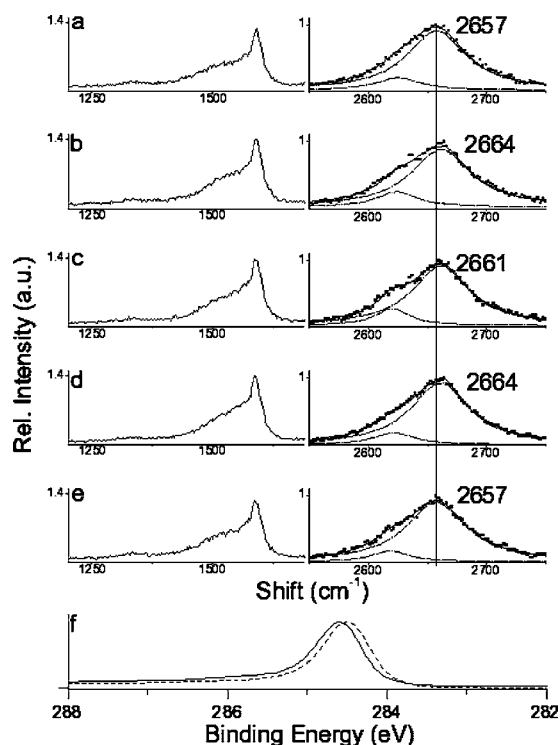 a 1.4 1250 1500 1 2657 2600 2700
b 1.4 1250 1500 1 2664 2600 2700
c 1.4 1250 1500 1 2661 2600 2700
d 1.4 1250 1500 1 2664 2600 2700
e 1.4 1250 1500 1 2657 2600 2700
Rel. Intensity (a.u.)
Shift (cm⁻¹)
f
288 286 284 282
Binding Energy (eV)